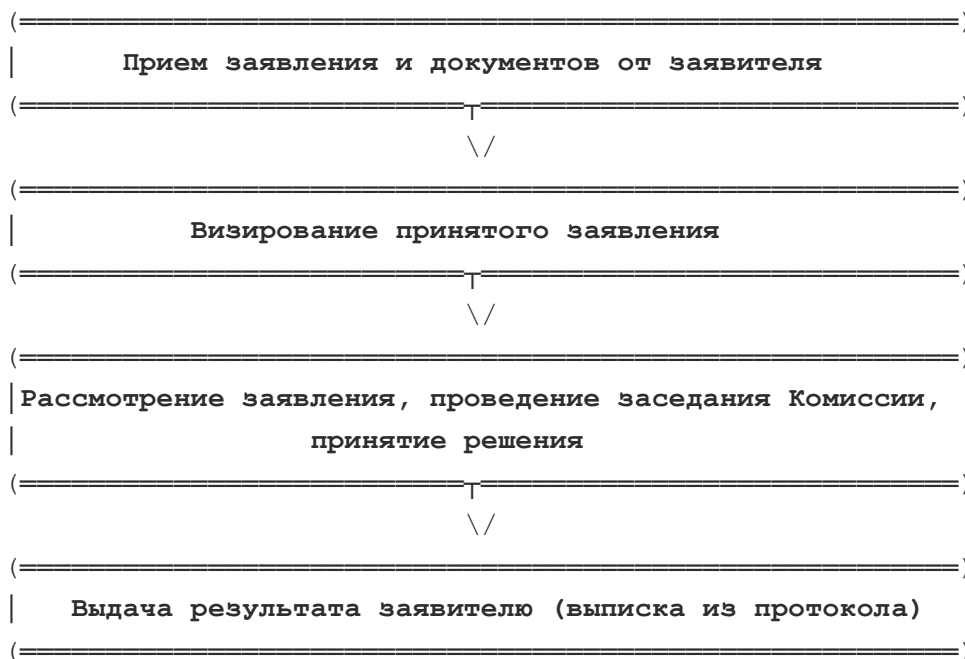 Прием заявления и документов от заявителя
Визирование принятого заявления
Рассмотрение заявления, проведение заседания Комиссии,
принятие решения
Выдача результата заявителю (выписка из протокола)